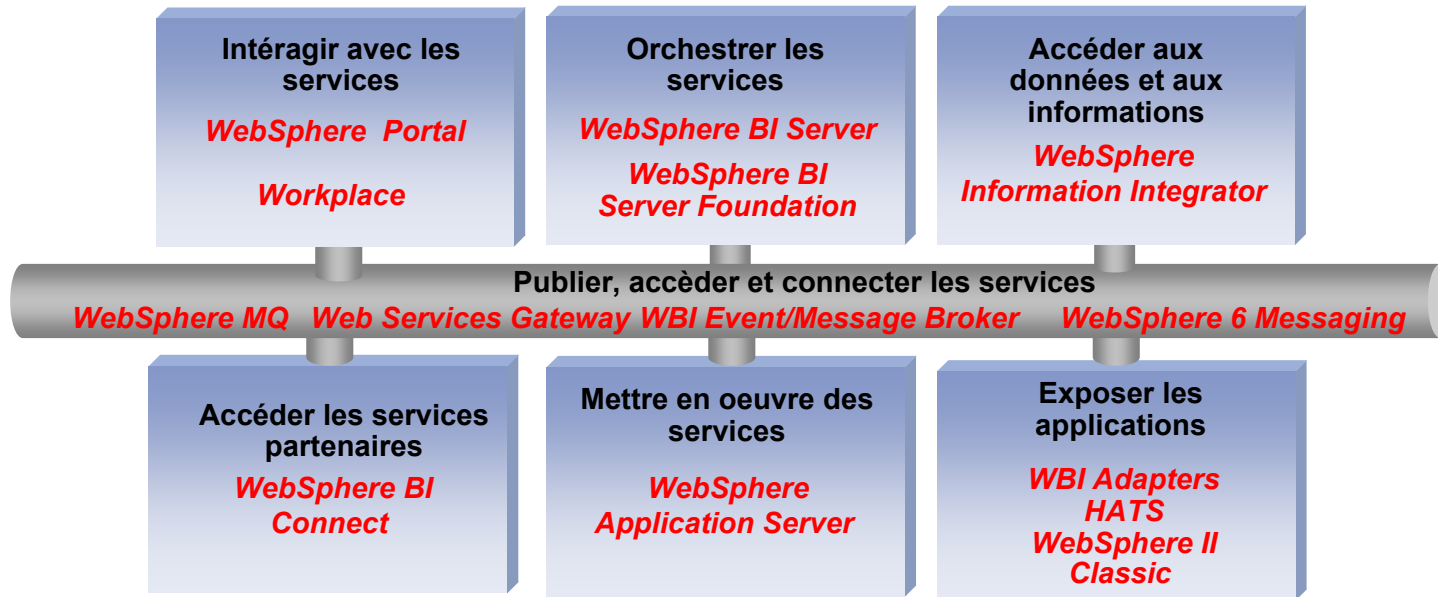 Intéragir avec les
services
WebSphere Portal
Workplace
Orchestrer les
services
WebSphere BI Server
WebSphere BI
Server Foundation
Accéder aux
données et aux
informations
WebSphere
Information Integrator
Publier, accèder et connecter les services
WebSphere MQ Web Services Gateway WBI Event/Message Broker WebSphere 6 Messaging
Accéder les services
partenaires
WebSphere BI
Connect
Mettre en oeuvre des
services
WebSphere
Application Server
Exposer les
applications
WBI Adapters
HATS
WebSphere II
Classic